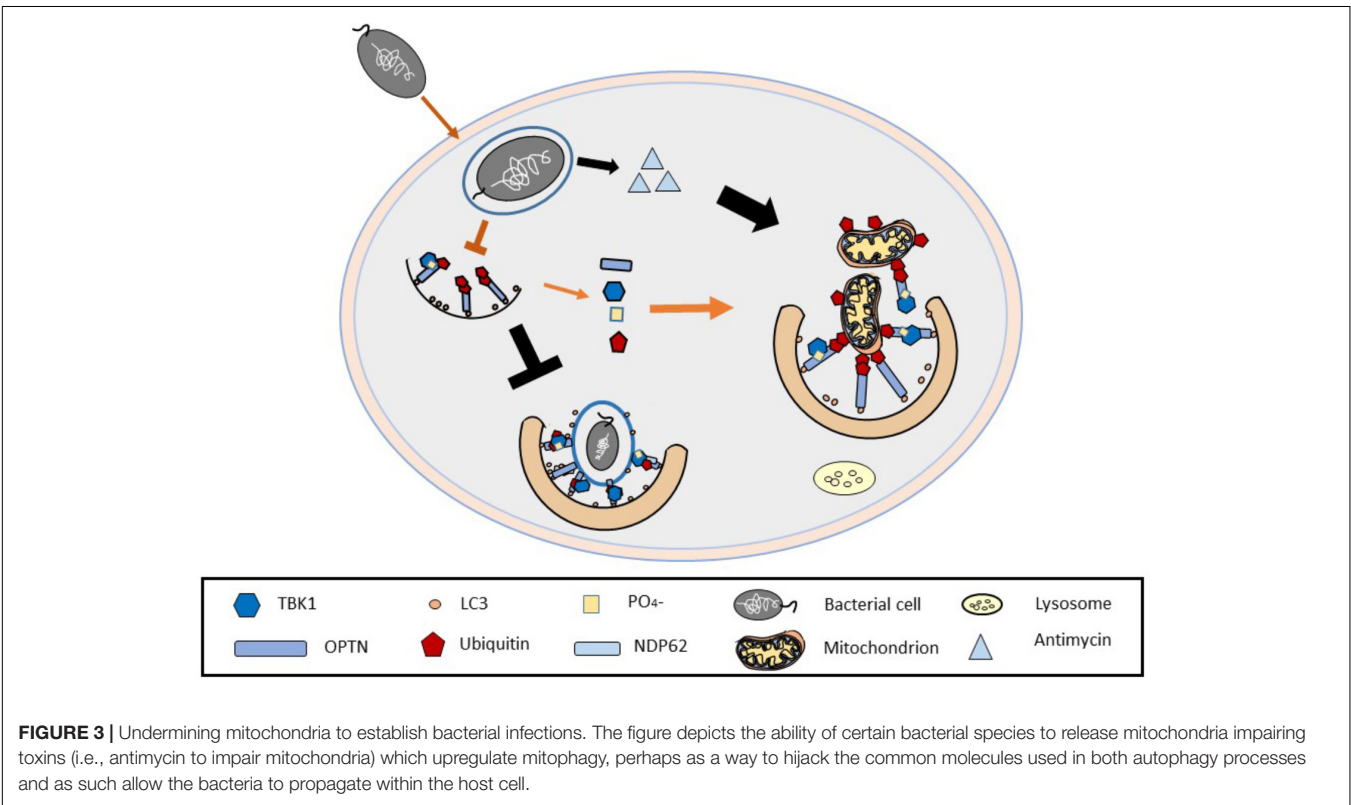 TBK1
LC3
PO₄-
Bacterial cell
Lysosome
OPTN
Ubiquitin
NDP62
Mitochondrion
Antimycin
FIGURE 3 | Undermining mitochondria to establish bacterial infections. The figure depicts the ability of certain bacterial species to release mitochondria impairing
toxins (i.e., antimycin to impair mitochondria) which upregulate mitophagy, perhaps as a way to hijack the common molecules used in both autophagy processes
and as such allow the bacteria to propagate within the host cell.